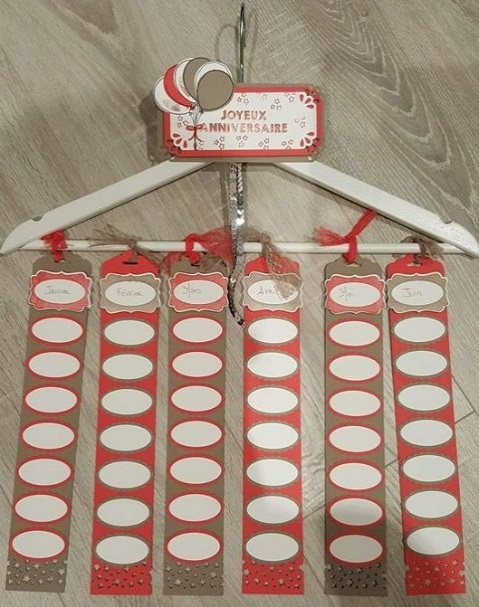 JOYEUX
ANNIVERSAIRE
Janvier
Février
Mars
Avril
Mai
Juin